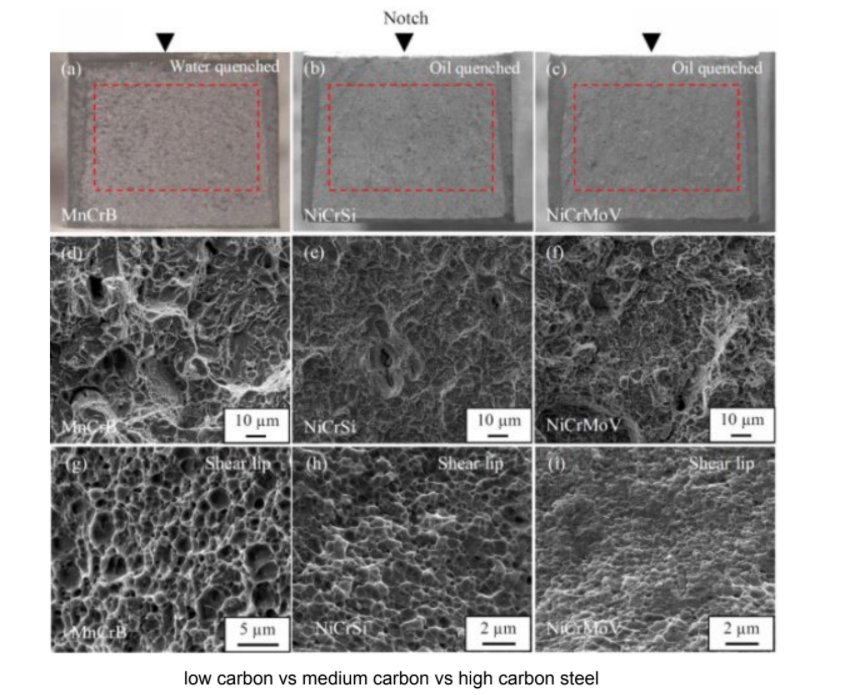 Notch
(a) Water quenched
(b) Oil quenched
(c) Oil quenched
MnCrB
NiCrSi
NiCrMoV
(d)
(e)
(f)
MnCrB
10 μm
NiCrSi
10 μm
NiCrMoV
10 μm
(g) Shear lip
(h) Shear lip
(i) Shear lip
MnCrB
5 μm
NiCrSi
2 μm
NiCrMoV
2 μm
low carbon vs medium carbon vs high carbon steel